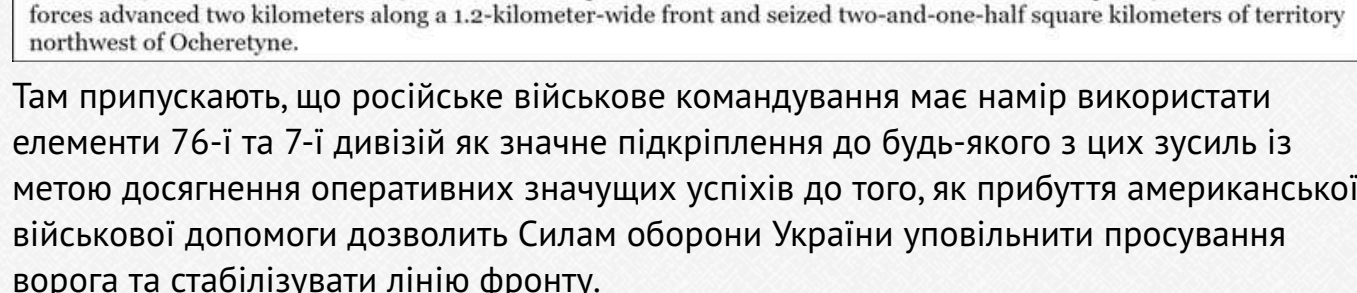 forces advanced two kilometers along a 1.2-kilometer-wide front and seized two-and-one-half square kilometers of territory
northwest of Ocheretyne.
Там припускають, що російське військове командування має намір використати
елементи 76-ї та 7-ї дивізій як значне підкріплення до будь-якого з цих зусиль із
метою досягнення оперативних значущих успіхів до того, як прибуття американської
військової допомоги дозволить Силам оборони України уповільнити просування
ворога та стабілізувати лінію фронту.